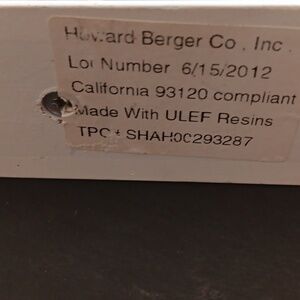 Howard Berger Co , Inc .
Lot Number 6/15/2012
California 93120 compliant
Made With ULEF Resins
TPC* SHAH00293287